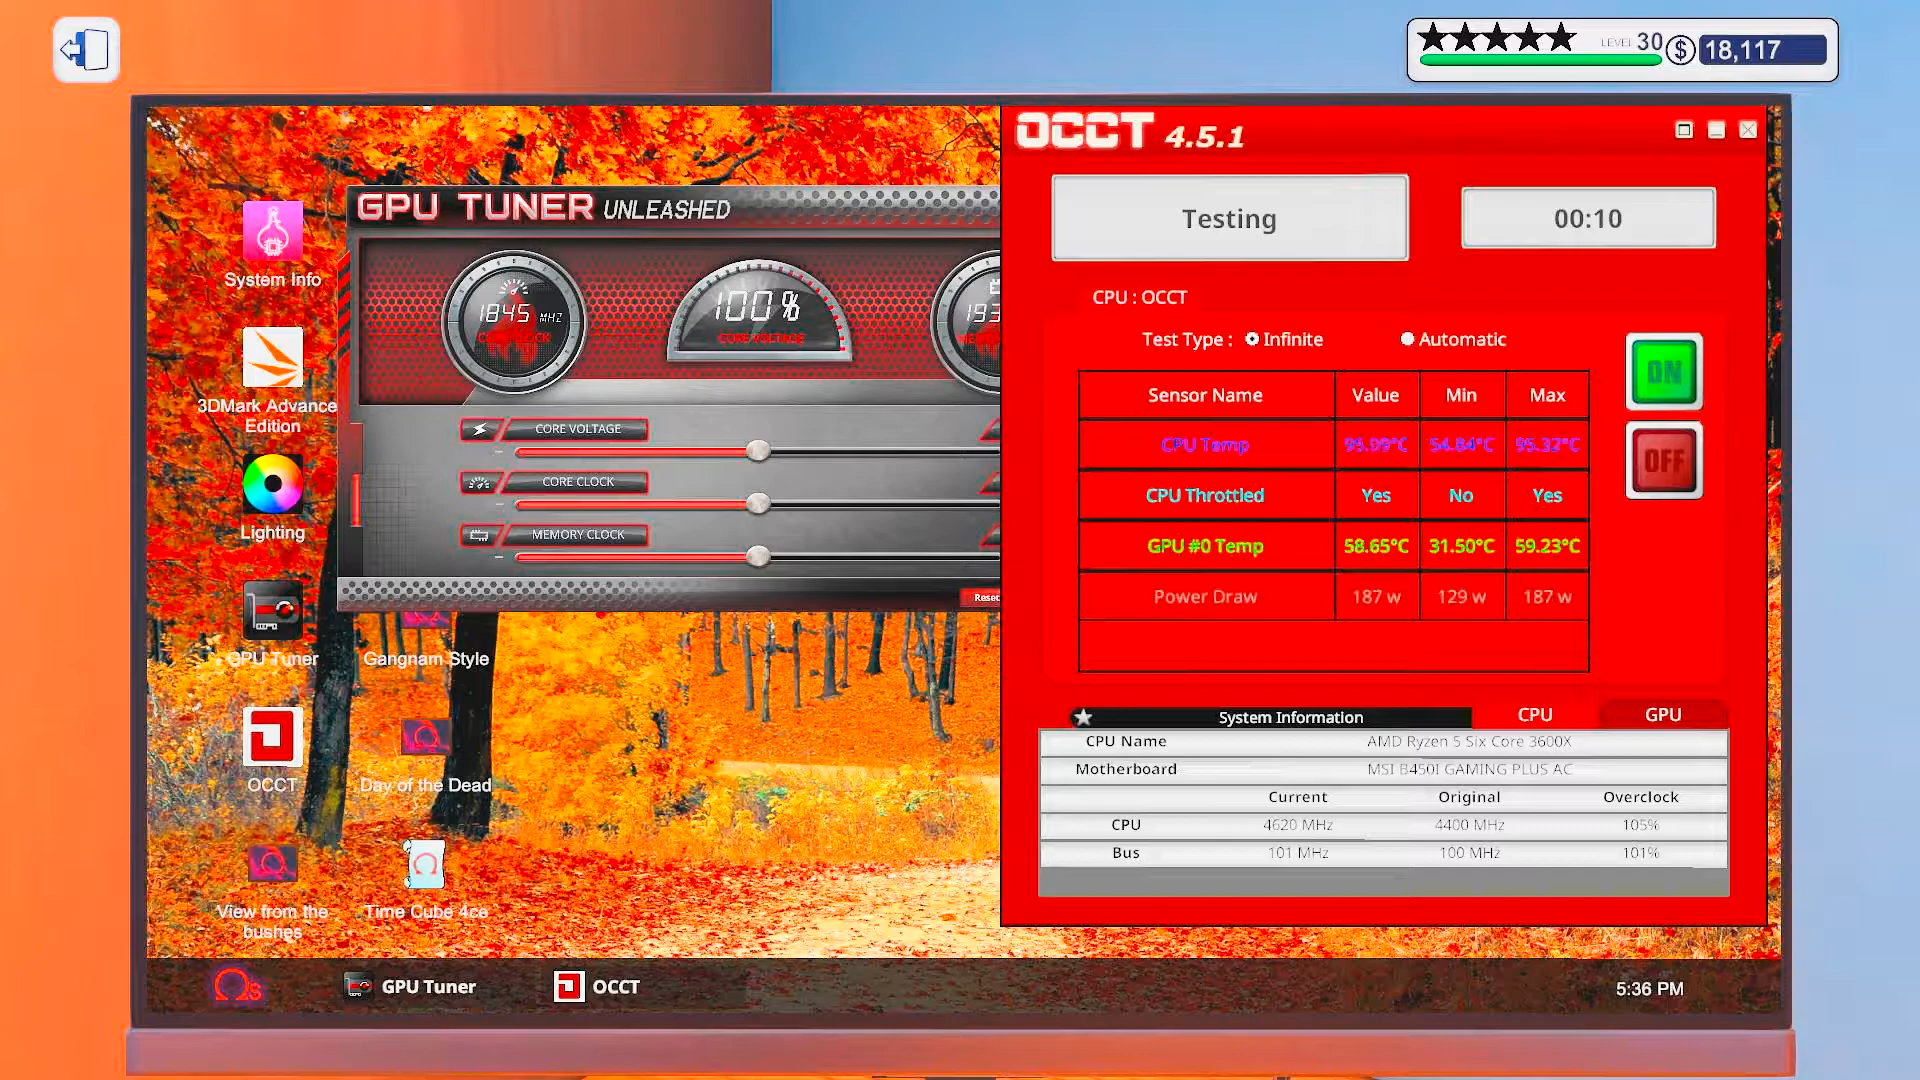 LEVEL 30 $ 18,117
OCCT 4.5.1
Testing
00:10
CPU : OCCT
Test Type : Infinite Automatic
ON
OFF
Sensor Name Value Min Max
CPU Temp 95.09°C 54.84°C 95.32°C
CPU Throttled Yes No Yes
GPU #0 Temp 58.65°C 31.50°C 59.23°C
Power Draw 187 w 129 w 187 w
System Information CPU GPU
CPU Name AMD Ryzen 5 Six Core 3600X
Motherboard MSI B450I GAMING PLUS AC
Current Original Overclock
CPU 4620 MHz 4400 MHz 105%
Bus 101 MHz 100 MHz 101%
GPU TUNER UNLEASHED
1845 MHZ
CORE CLOCK
100 %
CORE VOLTAGE
193
CORE VOLTAGE
CORE CLOCK
MEMORY CLOCK
Reset
System Info
3DMark Advance
Edition
Lighting
GPU Tuner
Gangnam Style
OCCT
Day of the Dead
View from the
bushes
Time Cube 4ce
GPU Tuner
OCCT
5:36 PM